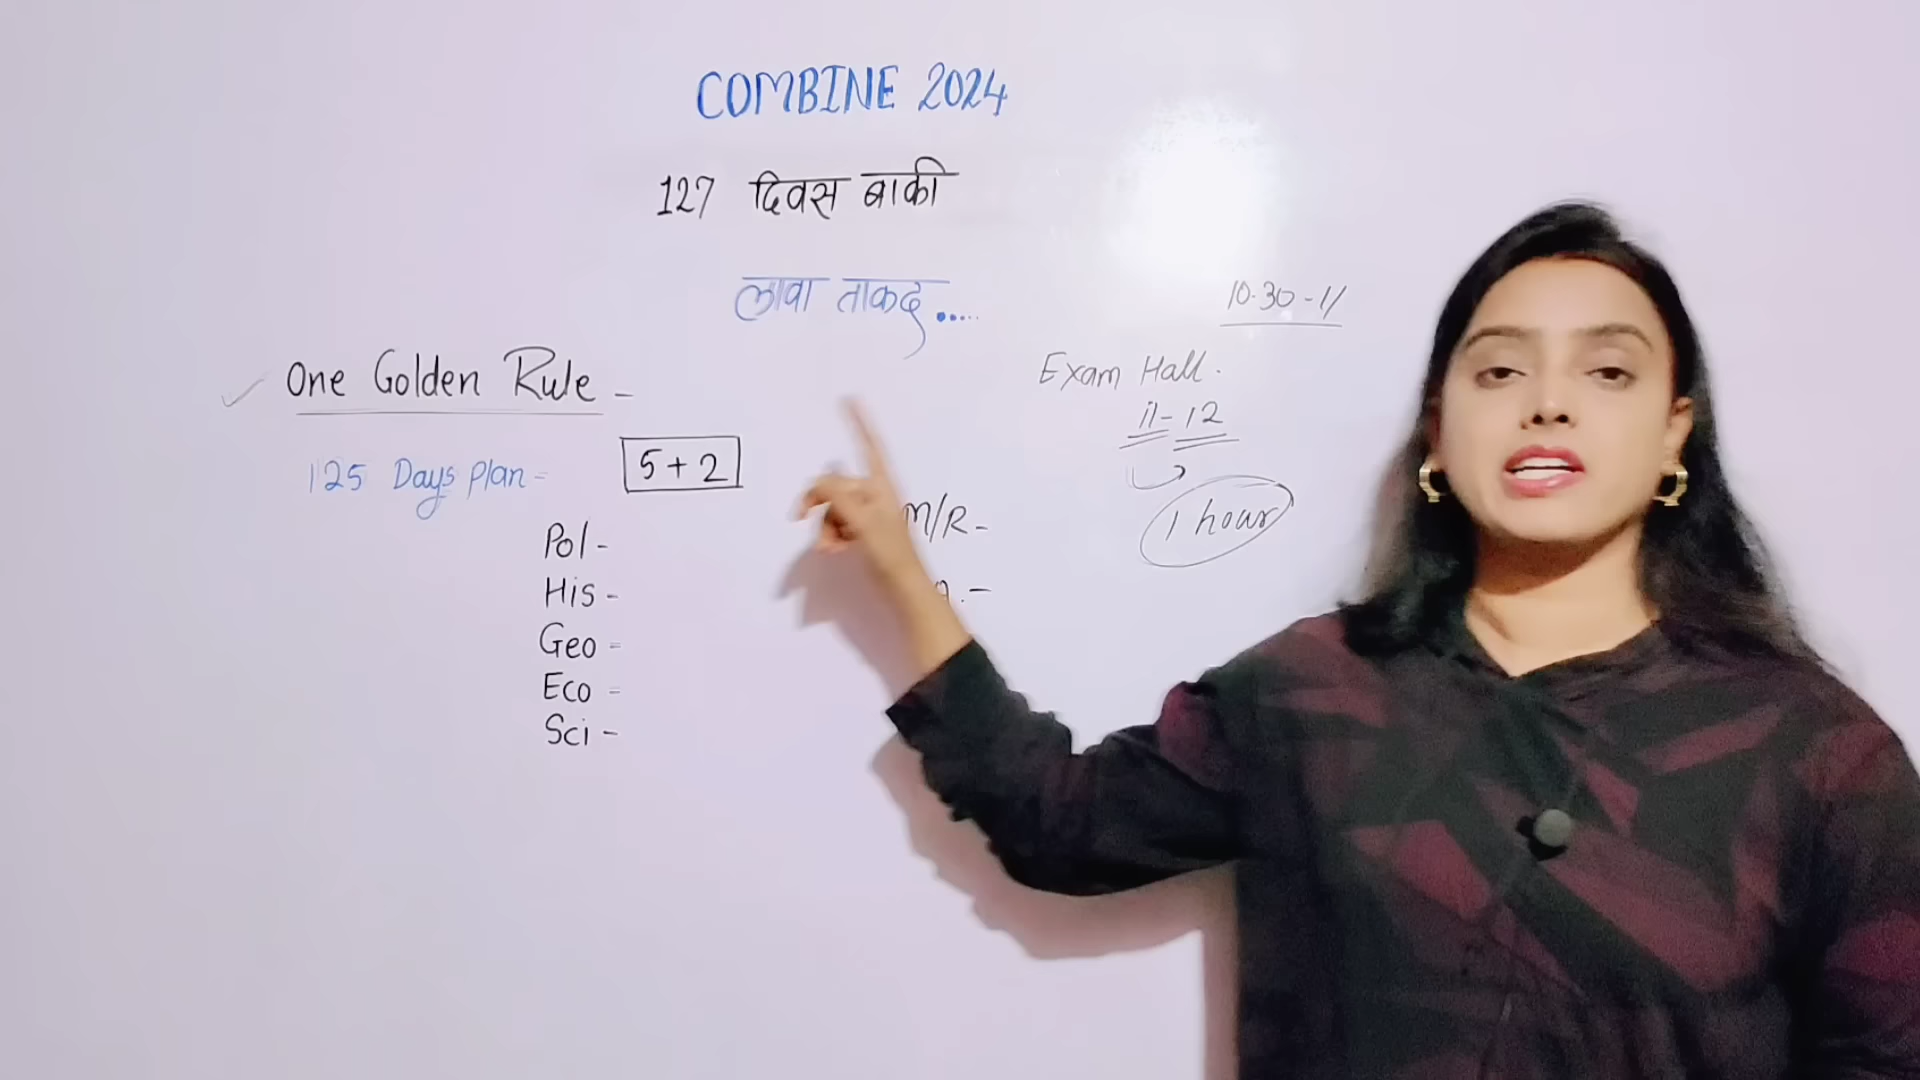 COMBINE 2024
127 दिवस बाकी
लावा ताकद.....
10.30-11
One Golden Rule -
Exam Hall.
11-12
125 Days Plan=
5+2
1 hour
M/R-
Pol-
His-
Geo=
Eco=
Sci-